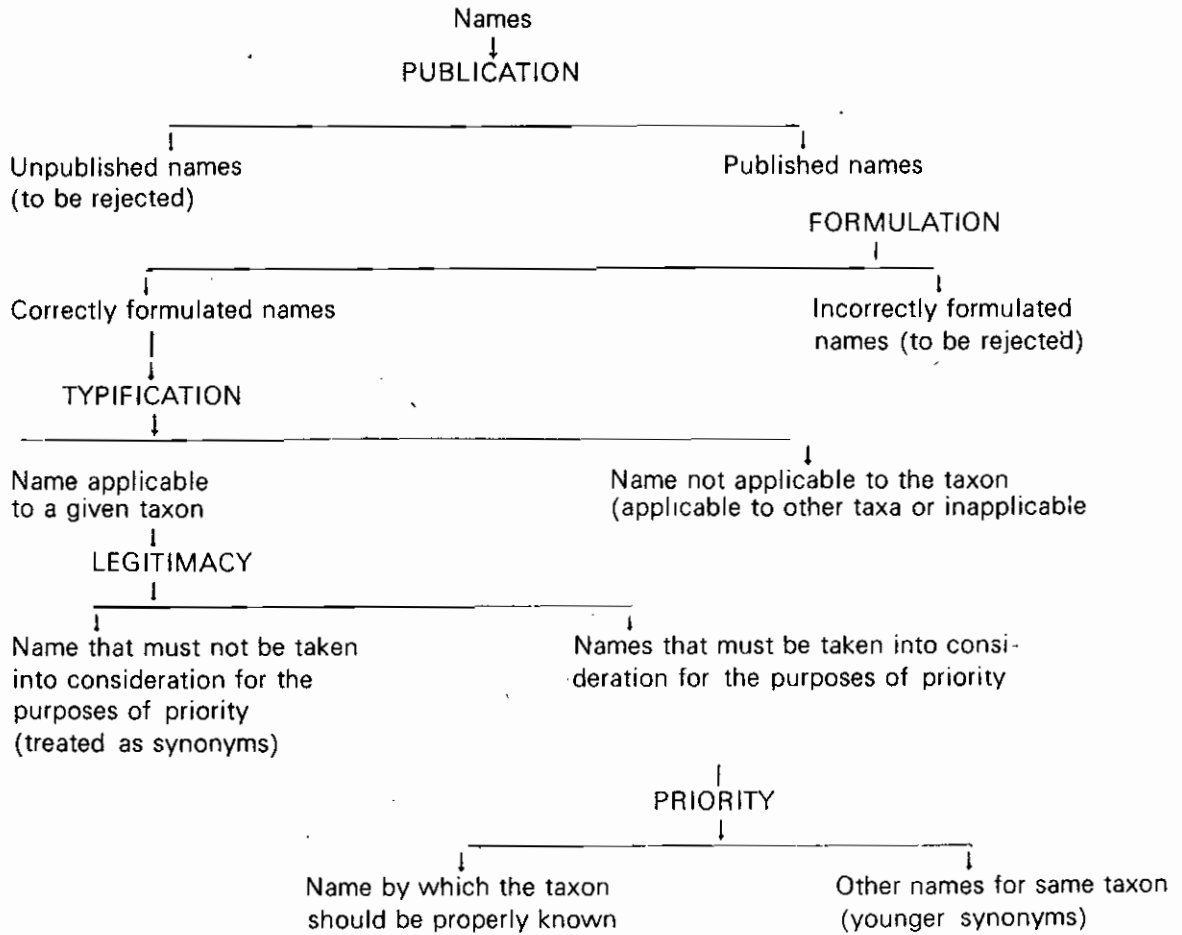 Names
PUBLICATION
Unpublished names
(to be rejected)
Published names
FORMULATION
Correctly formulated names
Incorrectly formulated
names (to be rejected)
TYPIFICATION
Name applicable
to a given taxon
Name not applicable to the taxon
(applicable to other taxa or inapplicable
LEGITIMACY
Name that must not be taken
into consideration for the
purposes of priority
(treated as synonyms)
Names that must be taken into consi-
deration for the purposes of priority
PRIORITY
Name by which the taxon
should be properly known
Other names for same taxon
(younger synonyms)